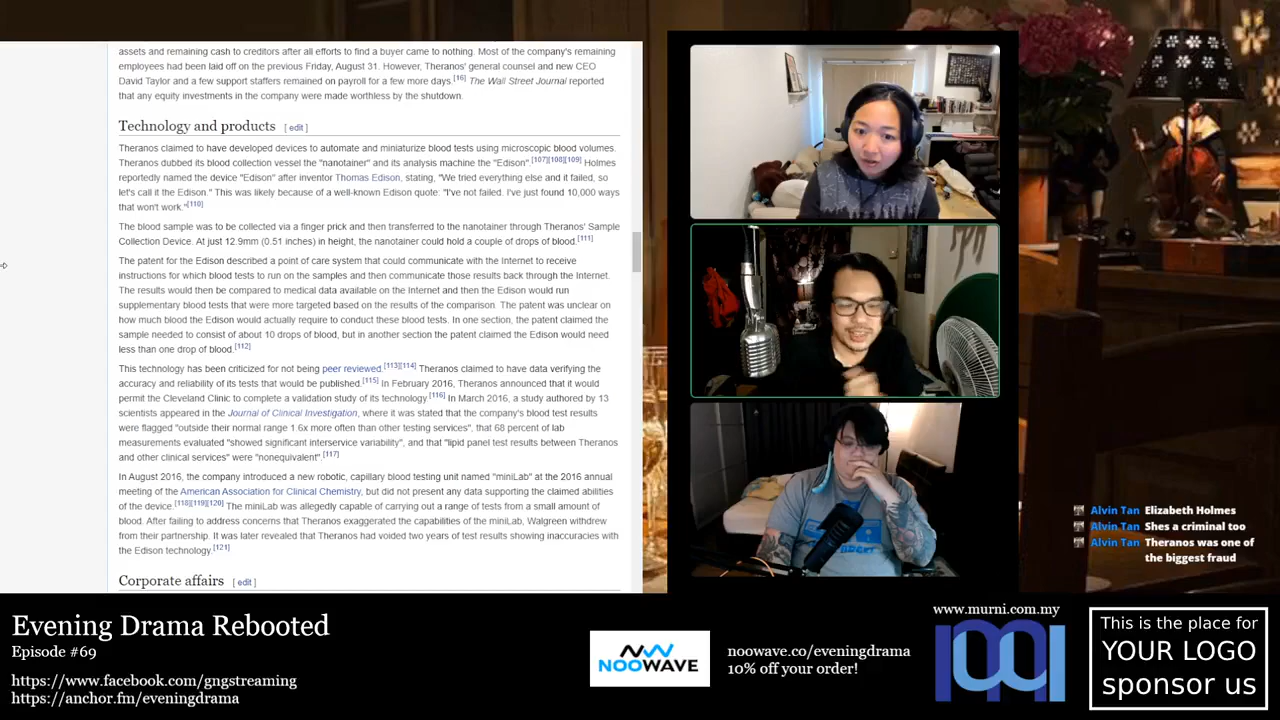 assets and remaining cash to creditors after all efforts to find a buyer came to nothing. Most of the company's remaining
employees had been laid off on the previous Friday, August 31. However, Theranos' general counsel and new CEO
David Taylor and a few support staffers remained on payroll for a few more days.[16] The Wall Street Journal reported
that any equity investments in the company were made worthless by the shutdown.
Technology and products [ edit ]
Theranos claimed to have developed devices to automate and miniaturize blood tests using microscopic blood volumes.
Theranos dubbed its blood collection vessel the "nanotainer" and its analysis machine the "Edison".[107][108][109] Holmes
reportedly named the device "Edison" after inventor Thomas Edison, stating, "We tried everything else and it failed, so
let's call it the Edison." This was likely because of a well-known Edison quote: "I've not failed. I've just found 10,000 ways
that won't work."[110]
The blood sample was to be collected via a finger prick and then transferred to the nanotainer through Theranos' Sample
Collection Device. At just 12.9mm (0.51 inches) in height, the nanotainer could hold a couple of drops of blood.[111]
The patent for the Edison described a point of care system that could communicate with the Internet to receive
instructions for which blood tests to run on the samples and then communicate those results back through the Internet.
The results would then be compared to medical data available on the Internet and then the Edison would run
supplementary blood tests that were more targeted based on the results of the comparison. The patent was unclear on
how much blood the Edison would actually require to conduct these blood tests. In one section, the patent claimed the
sample needed to consist of about 10 drops of blood, but in another section the patent claimed the Edison would need
less than one drop of blood.[112]
This technology has been criticized for not being peer reviewed.[113][114] Theranos claimed to have data verifying the
accuracy and reliability of its tests that would be published.[115] In February 2016, Theranos announced that it would
permit the Cleveland Clinic to complete a validation study of its technology.[116] In March 2016, a study authored by 13
scientists appeared in the Journal of Clinical Investigation, where it was stated that the company's blood test results
were flagged "outside their normal range 1.6x more often than other testing services", that 68 percent of lab
measurements evaluated "showed significant interservice variability", and that "lipid panel test results between Theranos
and other clinical services" were "nonequivalent".[117]
In August 2016, the company introduced a new robotic, capillary blood testing unit named "miniLab" at the 2016 annual
meeting of the American Association for Clinical Chemistry, but did not present any data supporting the claimed abilities
of the device.[118][119][120] The miniLab was allegedly capable of carrying out a range of tests from a small amount of
blood. After failing to address concerns that Theranos exaggerated the capabilities of the miniLab, Walgreen withdrew
from their partnership. It was later revealed that Theranos had voided two years of test results showing inaccuracies with
the Edison technology.[121]
Corporate affairs [ edit ]
Alvin Tan Elizabeth Holmes
Alvin Tan Shes a criminal too
Alvin Tan Theranos was one of
the biggest fraud
Evening Drama Rebooted
Episode #69
https://www.facebook.com/gngstreaming
https://anchor.fm/eveningdrama
NOOWAVE
noowave.co/eveningdrama
10% off your order!
www.murni.com.my
This is the place for
YOUR LOGO
sponsor us